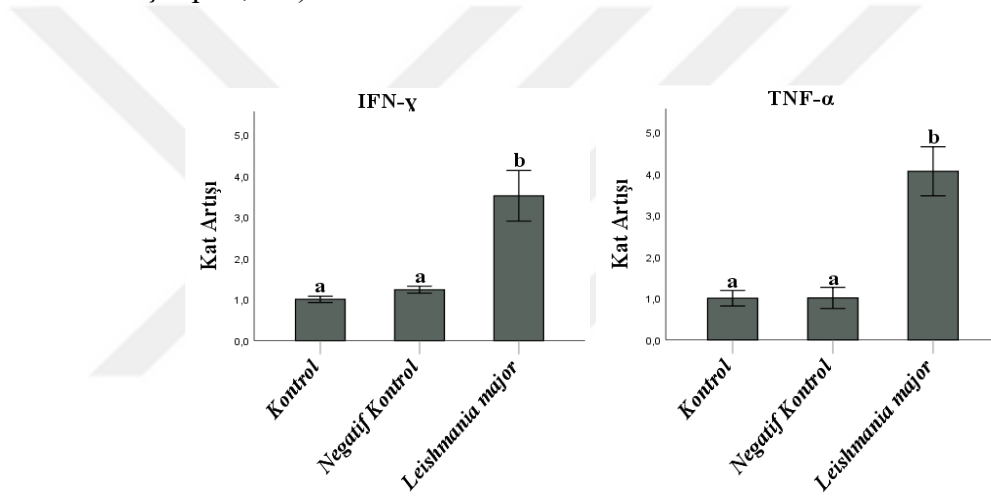 IFN-ɣ
Kat Artışı
5,0
4,0
3,0
2,0
1,0
0,0
a
a
b
Kontrol
Negatif Kontrol
Leishmania major
TNF-α
Kat Artışı
5,0
4,0
3,0
2,0
1,0
0,0
a
a
b
Kontrol
Negatif Kontrol
Leishmania major